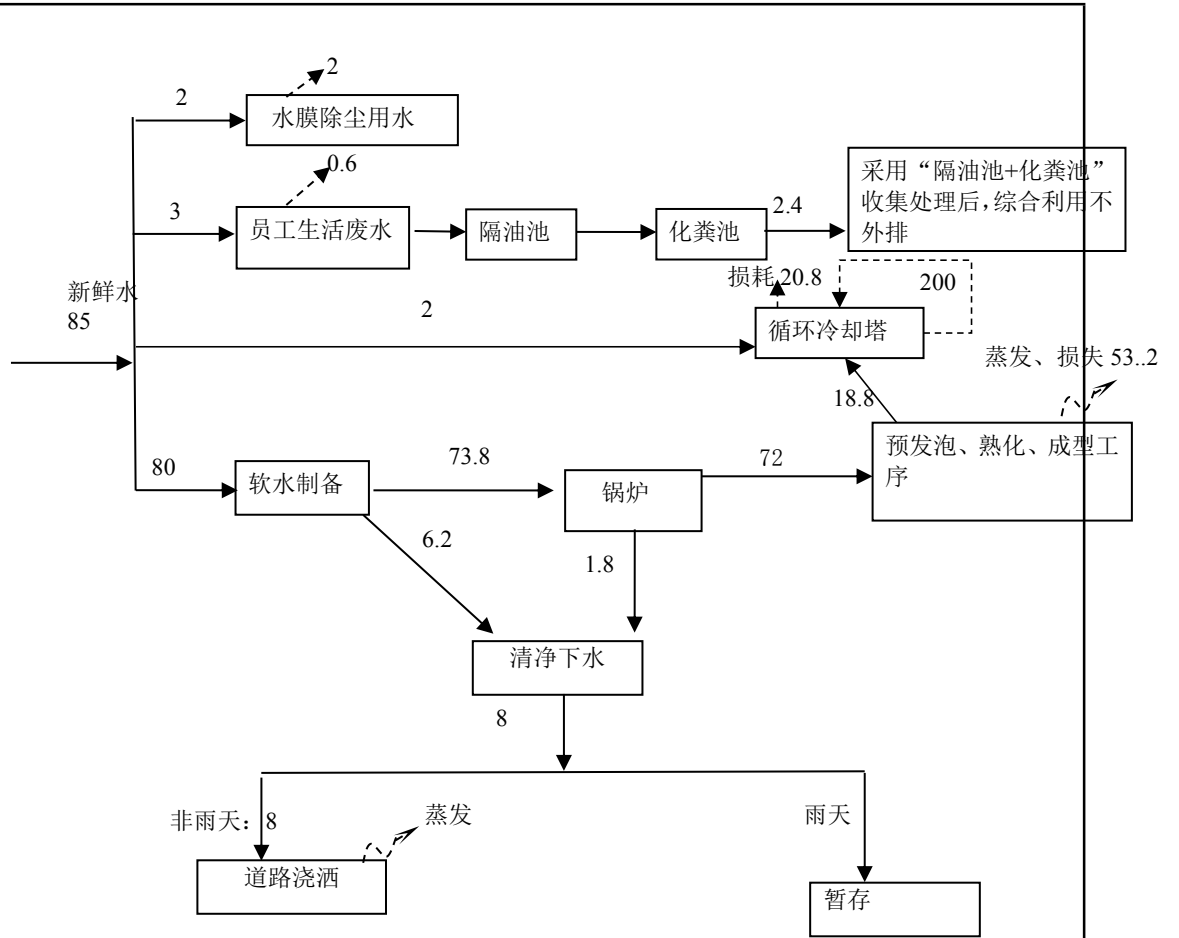 2
2
水膜除尘用水
0.6
3
员工生活废水
隔油池
化粪池
2.4
采用“隔油池+化粪池”
收集处理后，综合利用不
外排
新鲜水
85
2
损耗 20.8
200
循环冷却塔
蒸发、损失 53..2
18.8
预发泡、熟化、成型工
序
80
软水制备
73.8
锅炉
72
6.2
1.8
清净下水
8
非雨天：8
蒸发
雨天
道路浇洒
暂存